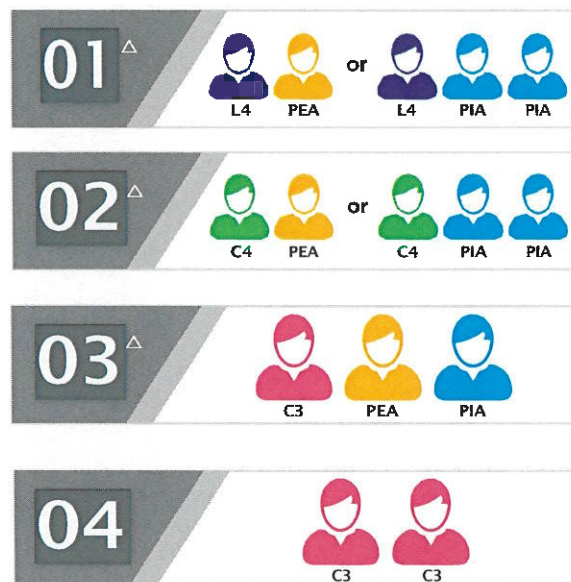 01 △
or
L4 PEA L4 PIA PIA
02 △
or
C4 PEA C4 PIA PIA
03 △
C3 PEA PIA
04
C3 C3